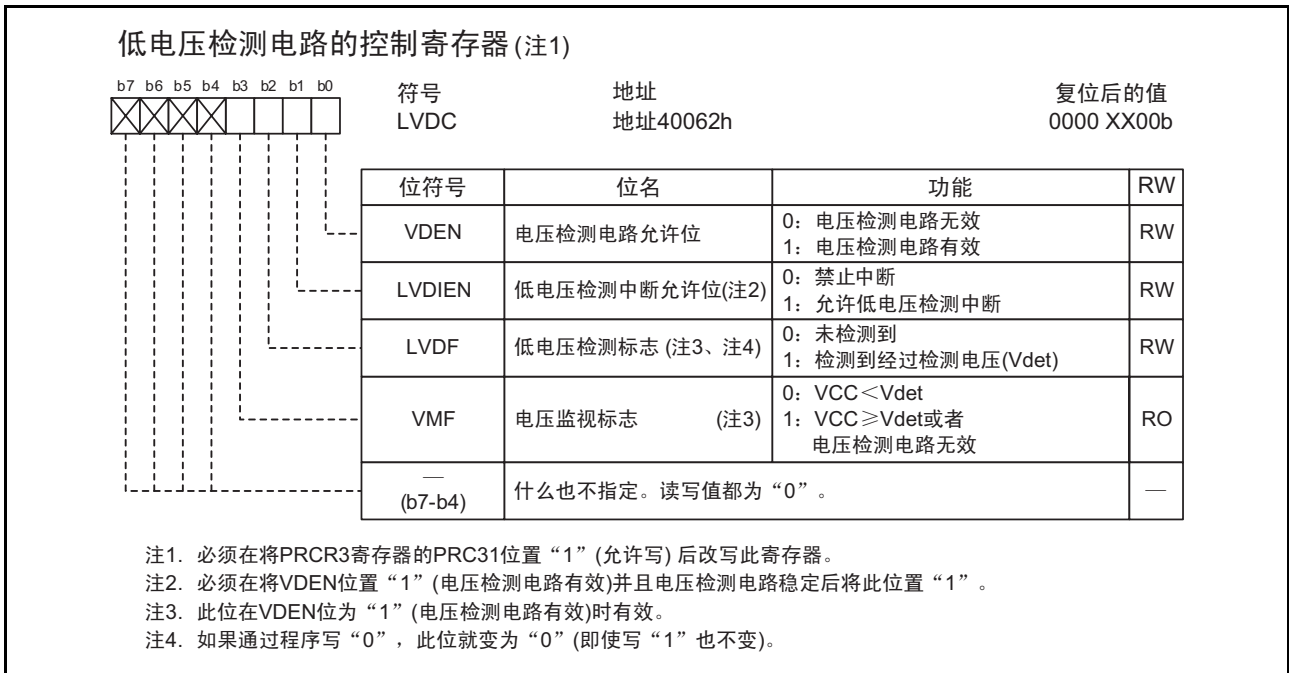 低电压检测电路的控制寄存器 (注1)
b7 b6 b5 b4 b3 b2 b1 b0
符号 地址 复位后的值
LVDC 地址40062h 0000 XX00b
位符号 位名 功能 RW
VDEN 电压检测电路允许位 0：电压检测电路无效 RW
1：电压检测电路有效
LVDIEN 低电压检测中断允许位(注2) 0：禁止中断 RW
1：允许低电压检测中断
LVDF 低电压检测标志 (注3、注4) 0：未检测到 RW
1：检测到经过检测电压(Vdet)
VMF 电压监视标志 (注3) 0：VCC＜Vdet RO
1：VCC≥Vdet或者
电压检测电路无效
— 什么也不指定。读写值都为“0”。 —
(b7-b4)
注1. 必须在将PRCR3寄存器的PRC31位置“1”(允许写) 后改写此寄存器。
注2. 必须在将VDEN位置“1”(电压检测电路有效)并且电压检测电路稳定后将此位置“1”。
注3. 此位在VDEN位为“1”(电压检测电路有效)时有效。
注4. 如果通过程序写“0”，此位就变为“0”(即使写“1”也不变)。